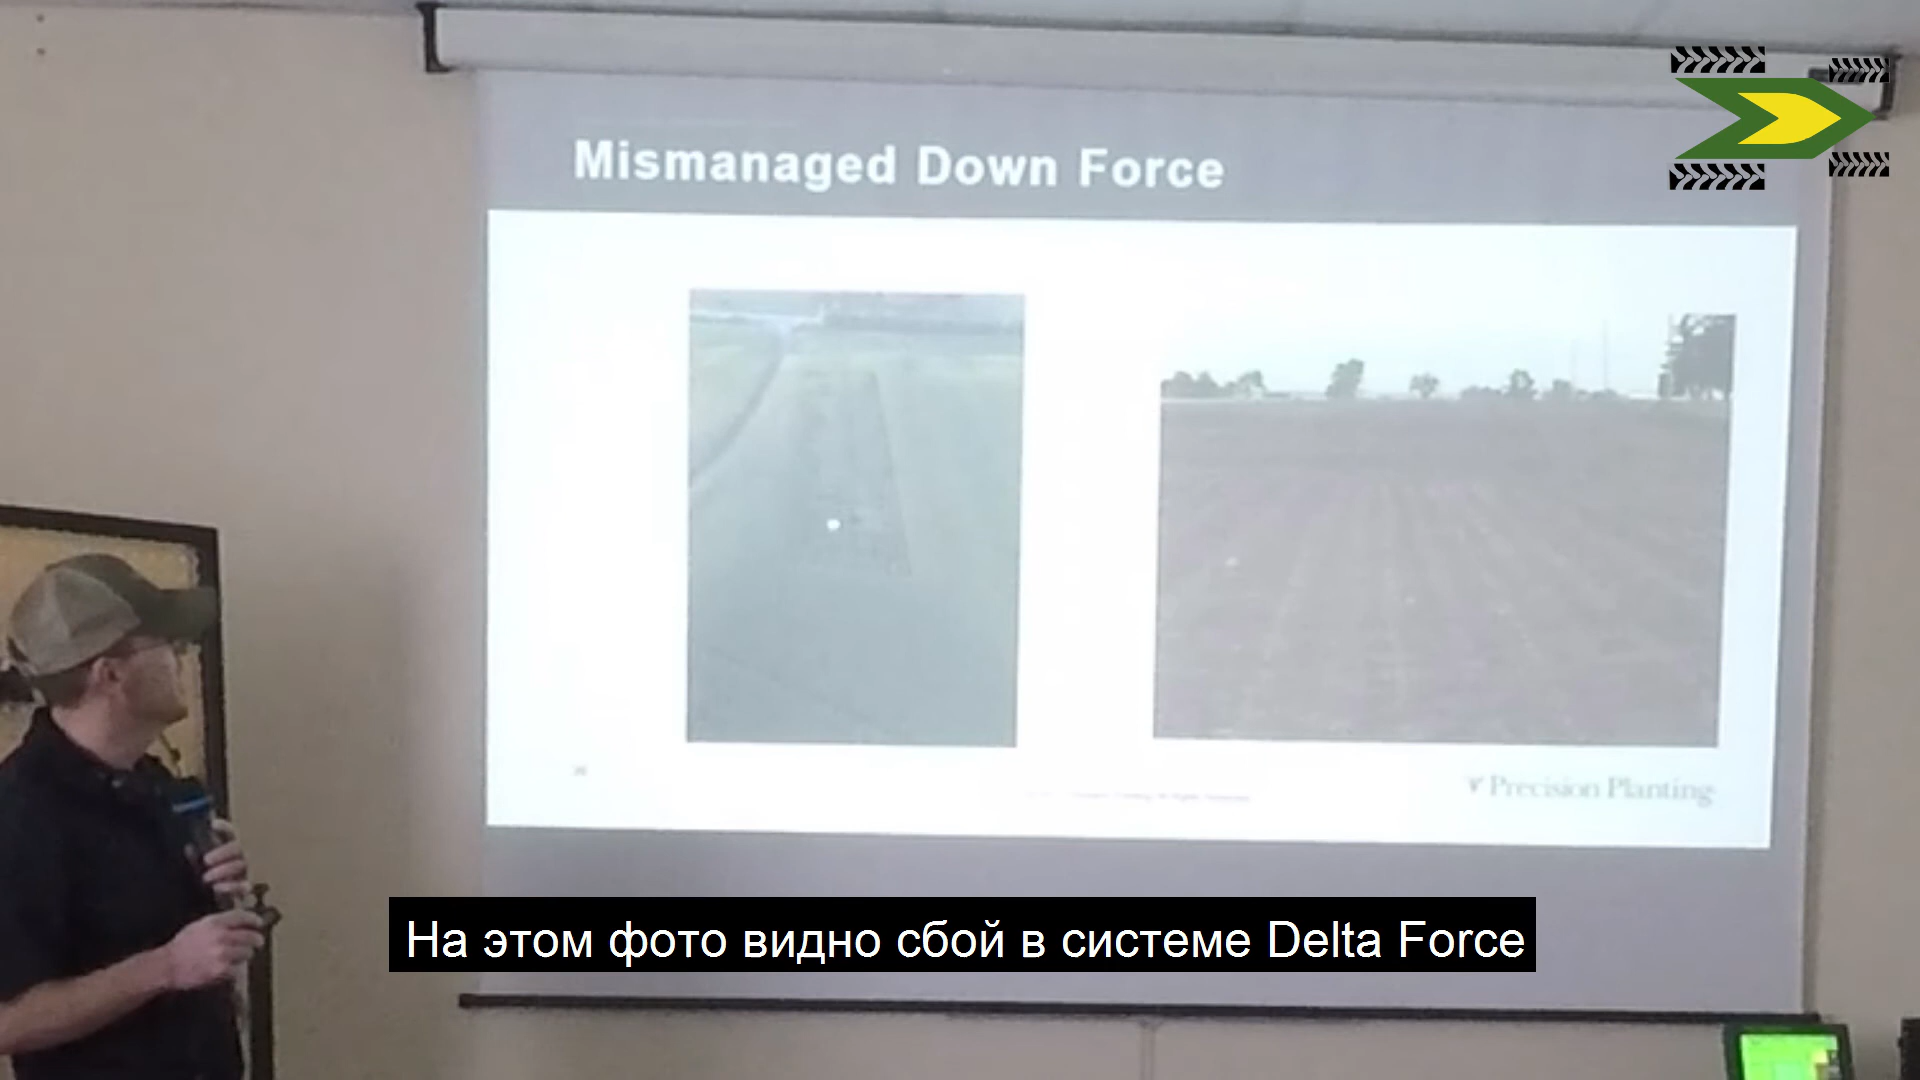 Mismanaged Down Force
Precision Planting
На этом фото видно сбой в системе Delta Force